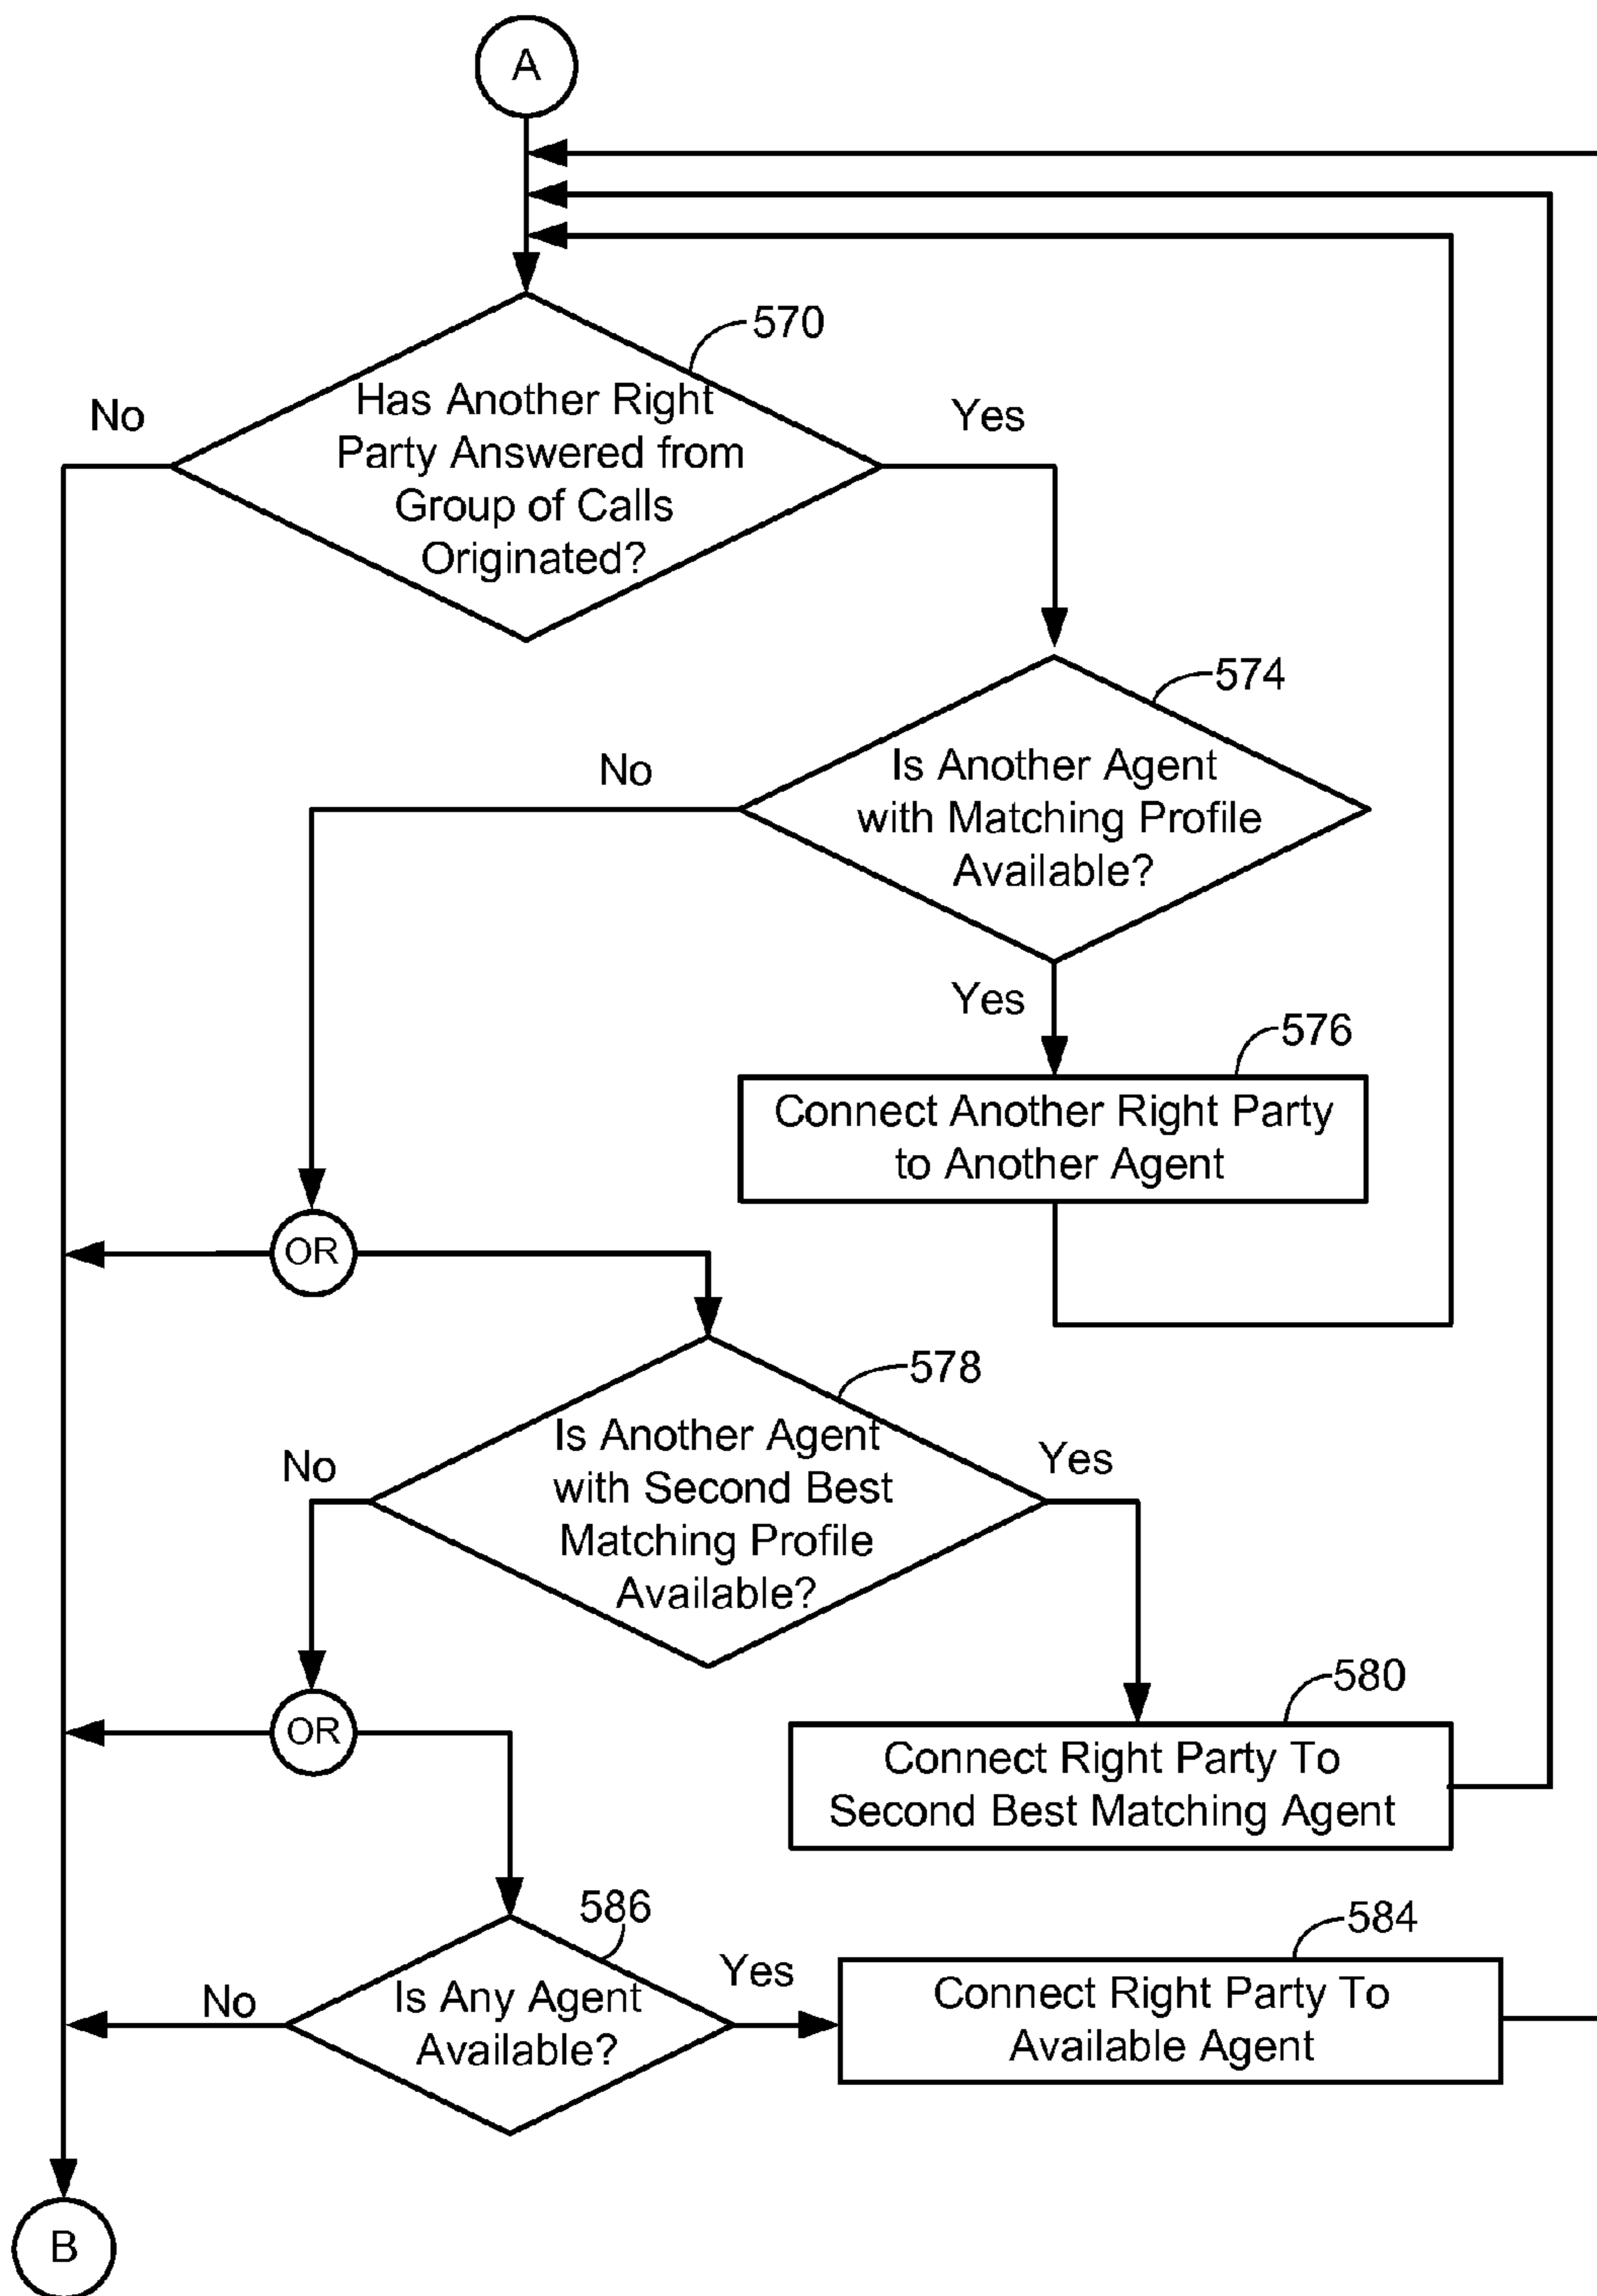 A
570
Has Another Right
Party Answered from
Group of Calls
Originated?
No
Yes
574
Is Another Agent
with Matching Profile
Available?
No
Yes
576
Connect Another Right Party
to Another Agent
OR
578
Is Another Agent
with Second Best
Matching Profile
Available?
No
Yes
580
Connect Right Party To
Second Best Matching Agent
OR
586
Is Any Agent
Available?
No
Yes
584
Connect Right Party To
Available Agent
B